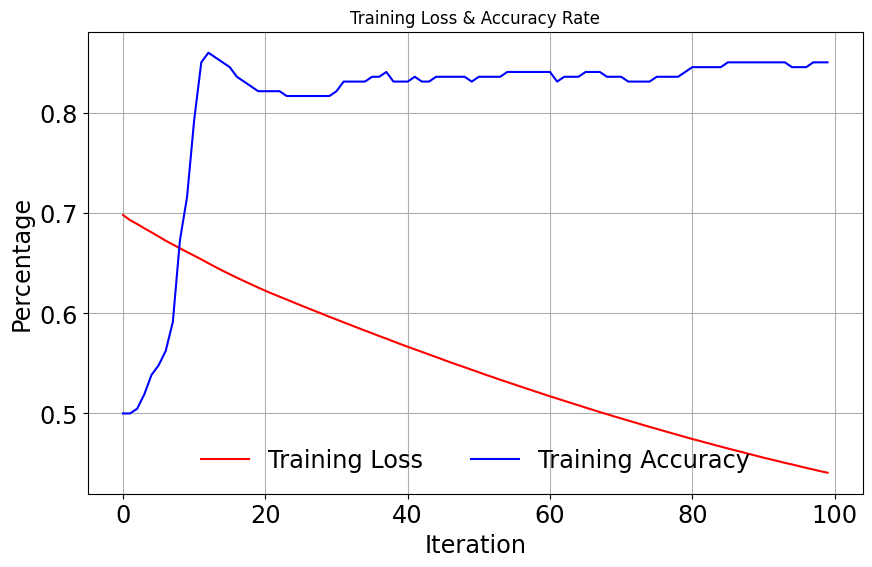 Training Loss & Accuracy Rate
Percentage
0.8
0.7
0.6
0.5
Training Loss Training Accuracy
0 20 40 60 80 100
Iteration